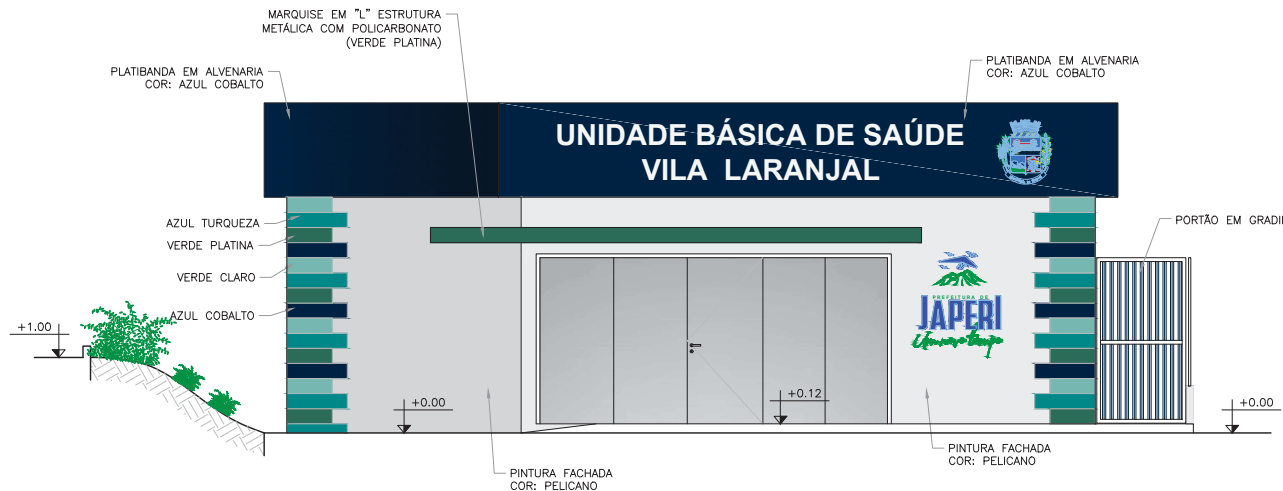 MARQUISE EM "L" ESTRUTURA
METÁLICA COM POLICARBONATO
(VERDE PLATINA)
PLATIBANDA EM ALVENARIA
COR: AZUL COBALTO
PLATIBANDA EM ALVENARIA
COR: AZUL COBALTO
UNIDADE BÁSICA DE SAÚDE
VILA LARANJAL
AZUL TURQUEZA
VERDE PLATINA
VERDE CLARO
AZUL COBALTO
PORTÃO EM GRADIL
PREFEITURA DE
JAPERI
+1.00
+0.00
+0.12
+0.00
PINTURA FACHADA
COR: PELICANO
PINTURA FACHADA
COR: PELICANO